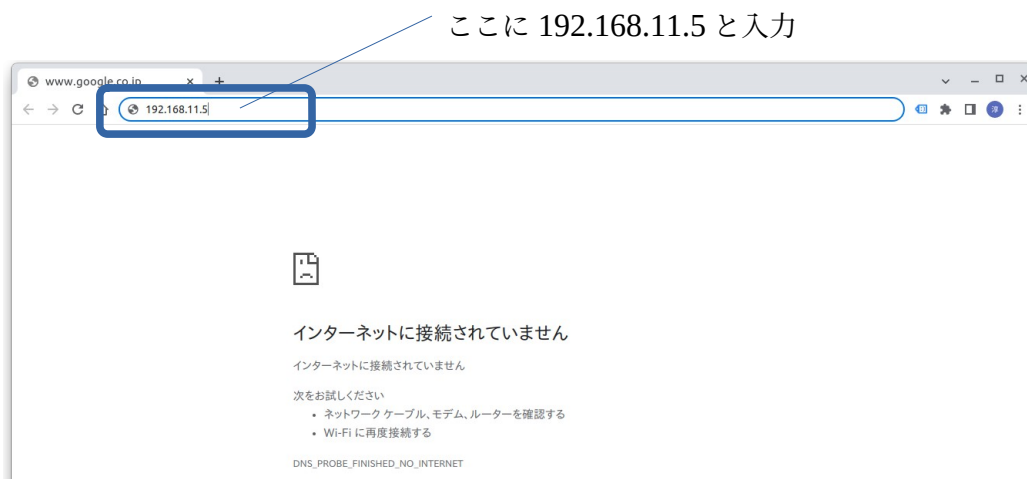 ここに 192.168.11.5 と入力
www.google.co.jp
192.168.11.5
インターネットに接続されていません
インターネットに接続されていません
次をお試しください
• ネットワーク ケーブル、モデム、ルーターを確認する
• Wi-Fi に再度接続する
DNS_PROBE_FINISHED_NO_INTERNET